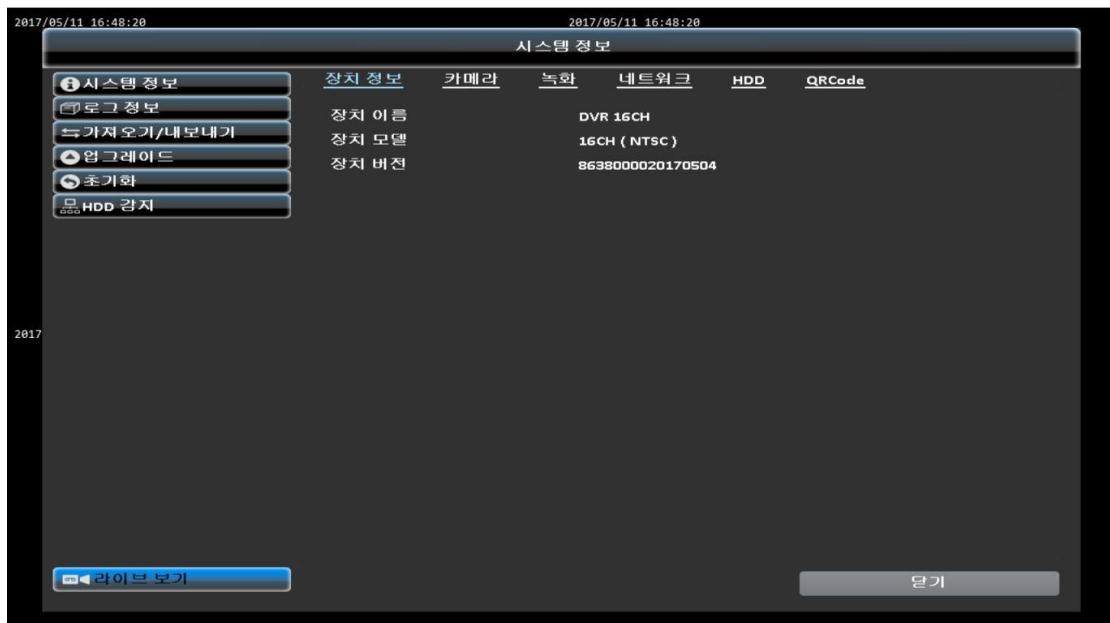 2017/05/11 16:48:20 2017/05/11 16:48:20
시스템 정보
시스템 정보
로그 정보
가져오기/내보내기
업그레이드
초기화
HDD 감지
장치 정보 카메라 녹화 네트워크 HDD QRCode
장치 이름 DVR 16CH
장치 모델 16CH ( NTSC )
장치 버전 8638000020170504
2017
라이브 보기
닫기